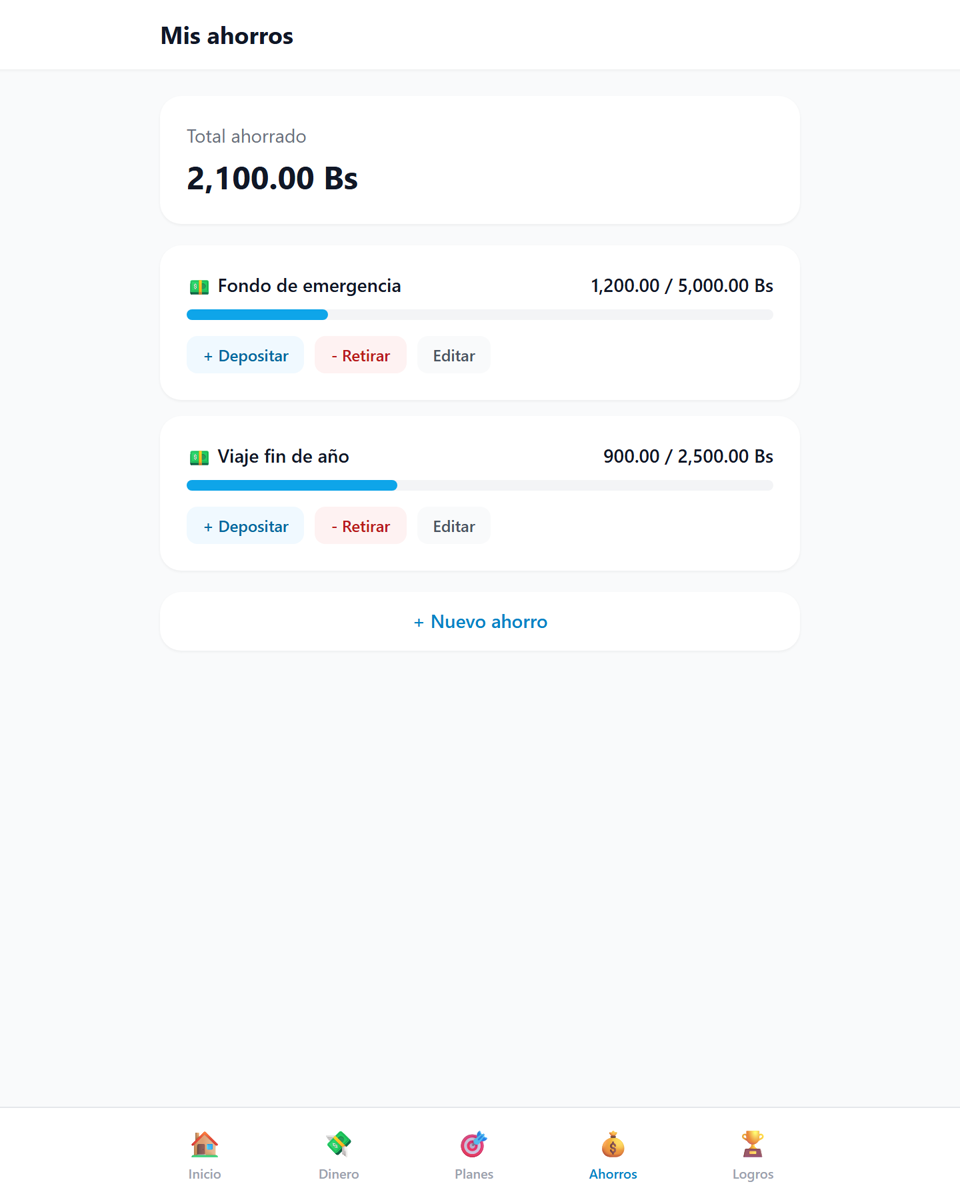 Mis ahorros
Total ahorrado
2,100.00 Bs
Fondo de emergencia 1,200.00 / 5,000.00 Bs
+ Depositar - Retirar Editar
Viaje fin de año 900.00 / 2,500.00 Bs
+ Depositar - Retirar Editar
+ Nuevo ahorro
Inicio Dinero Planes Ahorros Logros